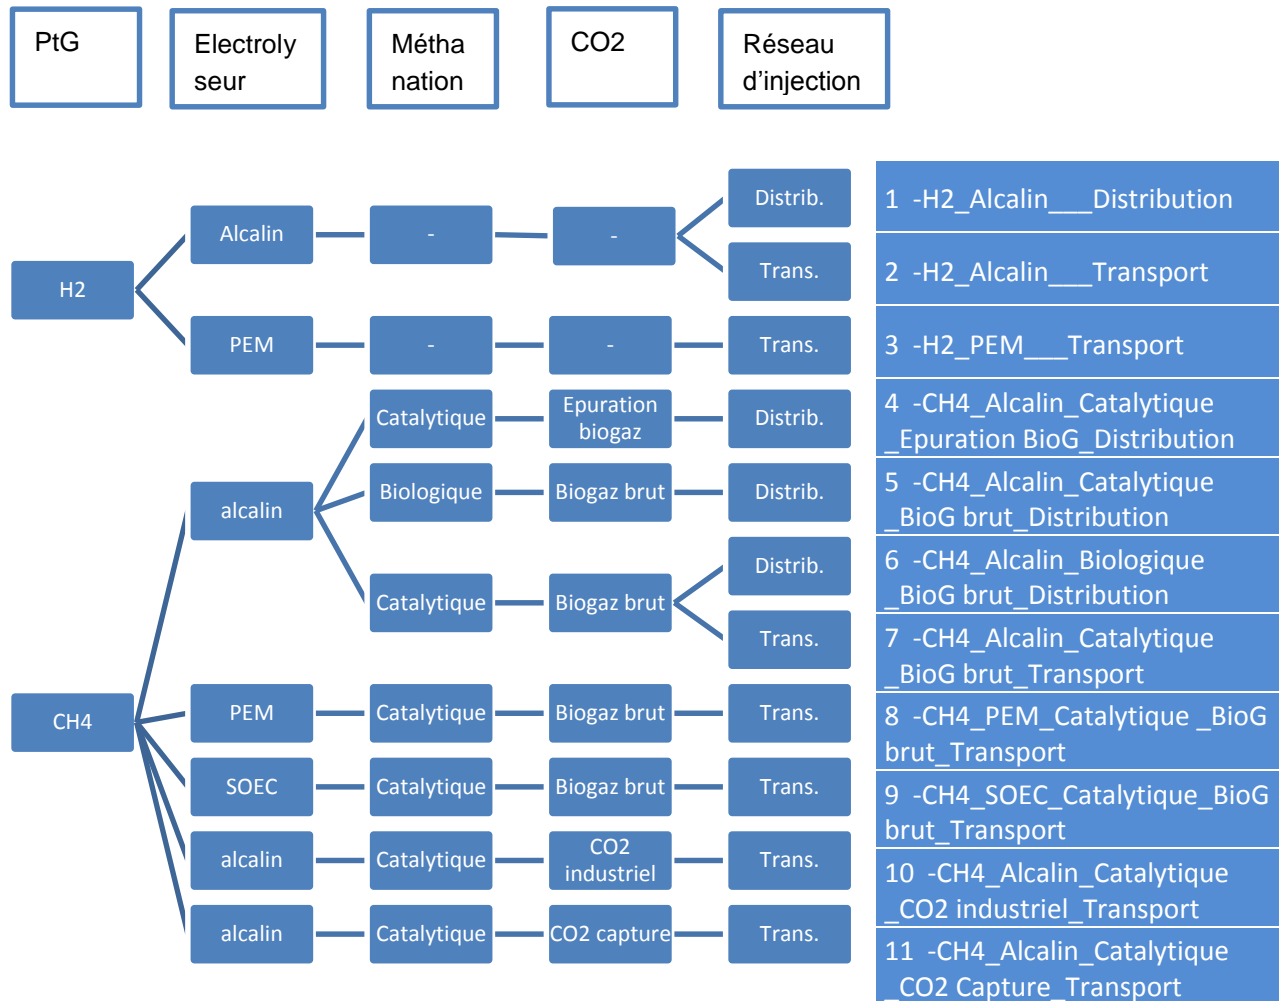 PtG
Electroly
seur
Métha
nation
CO2
Réseau
d'injection
H2
Alcalin
-
-
Distrib.
Trans.
PEM
-
-
Trans.
CH4
alcalin
Catalytique
Epuration
biogaz
Distrib.
Biologique
Biogaz brut
Distrib.
Catalytique
Biogaz brut
Distrib.
Trans.
PEM
Catalytique
Biogaz brut
Trans.
SOEC
Catalytique
Biogaz brut
Trans.
alcalin
Catalytique
CO2
industriel
Trans.
alcalin
Catalytique
CO2 capture
Trans.
1 -H2_Alcalin___Distribution
2 -H2_Alcalin___Transport
3 -H2_PEM___Transport
4 -CH4_Alcalin_Catalytique
_Epuration BioG_Distribution
5 -CH4_Alcalin_Catalytique
_BioG brut_Distribution
6 -CH4_Alcalin_Biologique
_BioG brut_Distribution
7 -CH4_Alcalin_Catalytique
_BioG brut_Transport
8 -CH4_PEM_Catalytique _BioG
brut_Transport
9 -CH4_SOEC_Catalytique_BioG
brut_Transport
10 -CH4_Alcalin_Catalytique
_CO2 industriel_Transport
11 -CH4_Alcalin_Catalytique
_CO2 Capture_Transport